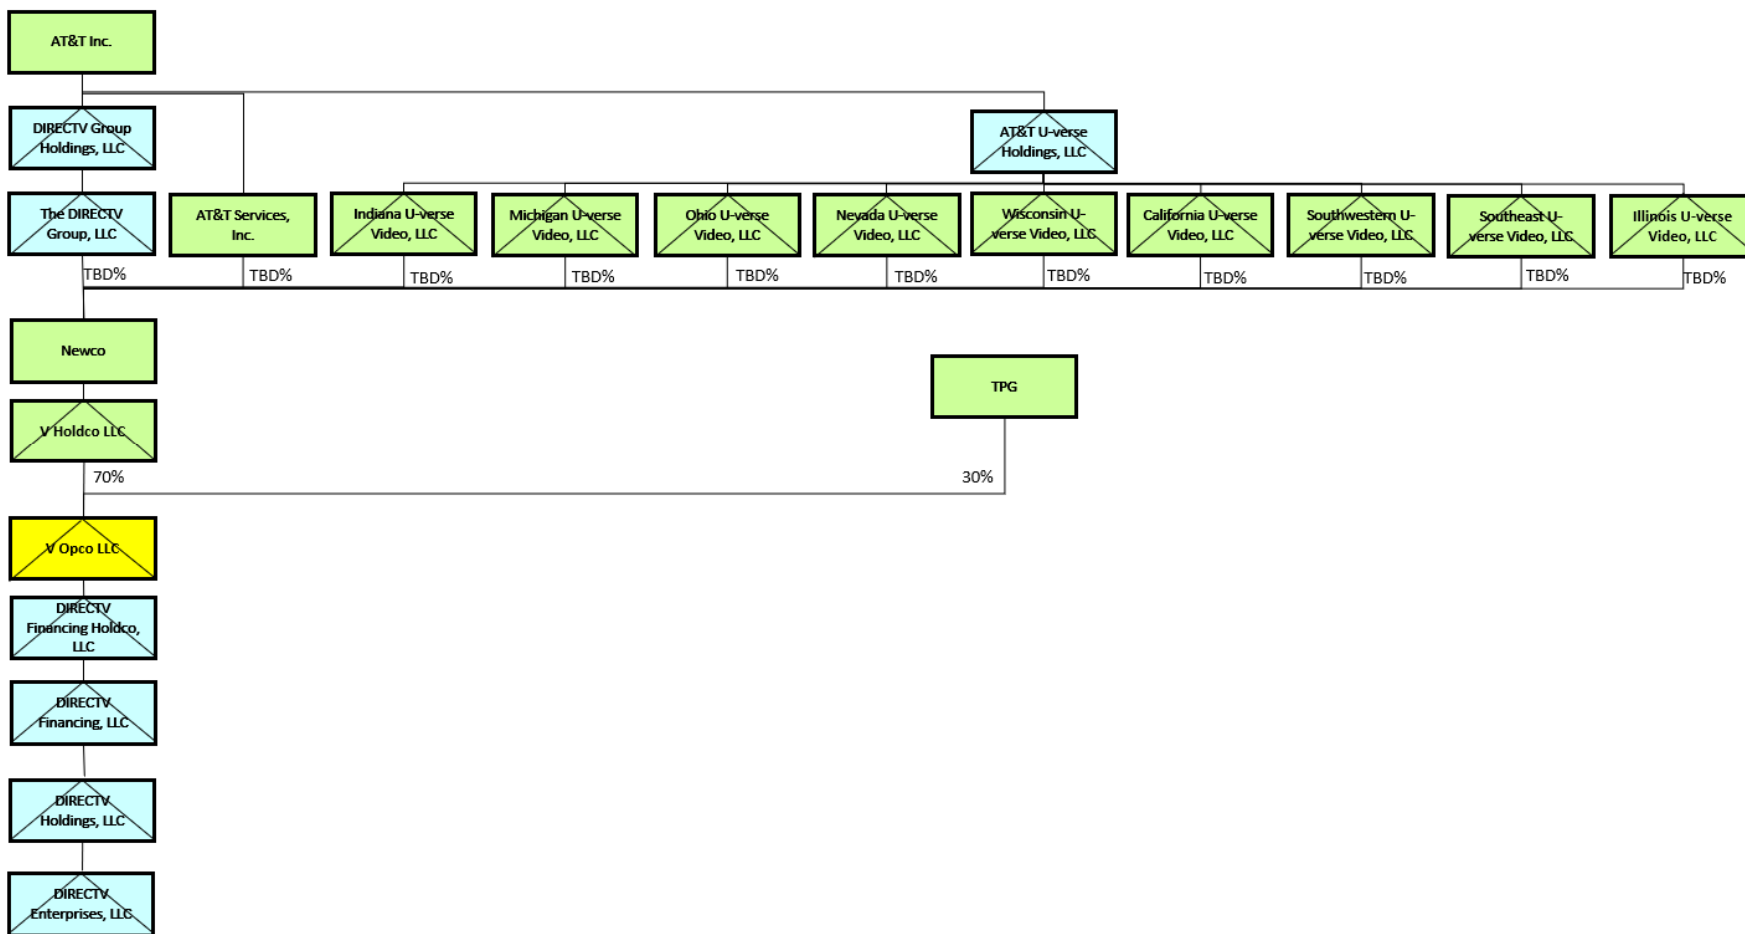 AT&T Inc.
DIRECTV Group
Holdings, LLC
AT&T U-verse
Holdings, LLC
The DIRECTV
Group, LLC
AT&T Services,
Inc.
Indiana U-verse
Video, LLC
Michigan U-verse
Video, LLC
Ohio U-verse
Video, LLC
Nevada U-verse
Video, LLC
Wisconsin U-
verse Video, LLC
California U-verse
Video, LLC
Southwestern U-
verse Video, LLC
Southeast U-
verse Video, LLC
Illinois U-verse
Video, LLC
TBD%
TBD%
TBD%
TBD%
TBD%
TBD%
TBD%
TBD%
TBD%
TBD%
TBD%
Newco
TPG
V Holdco LLC
70%
30%
V Opco LLC
DIRECTV
Financing Holdco,
LLC
DIRECTV
Financing, LLC
DIRECTV
Holdings, LLC
DIRECTV
Enterprises, LLC